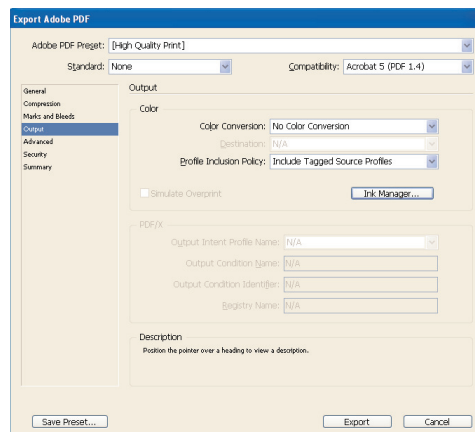 Export Adobe PDF
Adobe PDF Preset: [High Quality Print]
Standard: None
Compatibility: Acrobat 5 (PDF 1.4)
General
Compression
Marks and Bleeds
Output
Advanced
Security
Summary
Output
Color
Color Conversion: No Color Conversion
Destination: N/A
Profile Inclusion Policy: Include Tagged Source Profiles
Simulate Overprint
Ink Manager...
PDF/X
Output Intent Profile Name: N/A
Output Condition Name: N/A
Output Condition Identifier: N/A
Registry Name: N/A
Description
Position the pointer over a heading to view a description.
Save Preset...
Export
Cancel